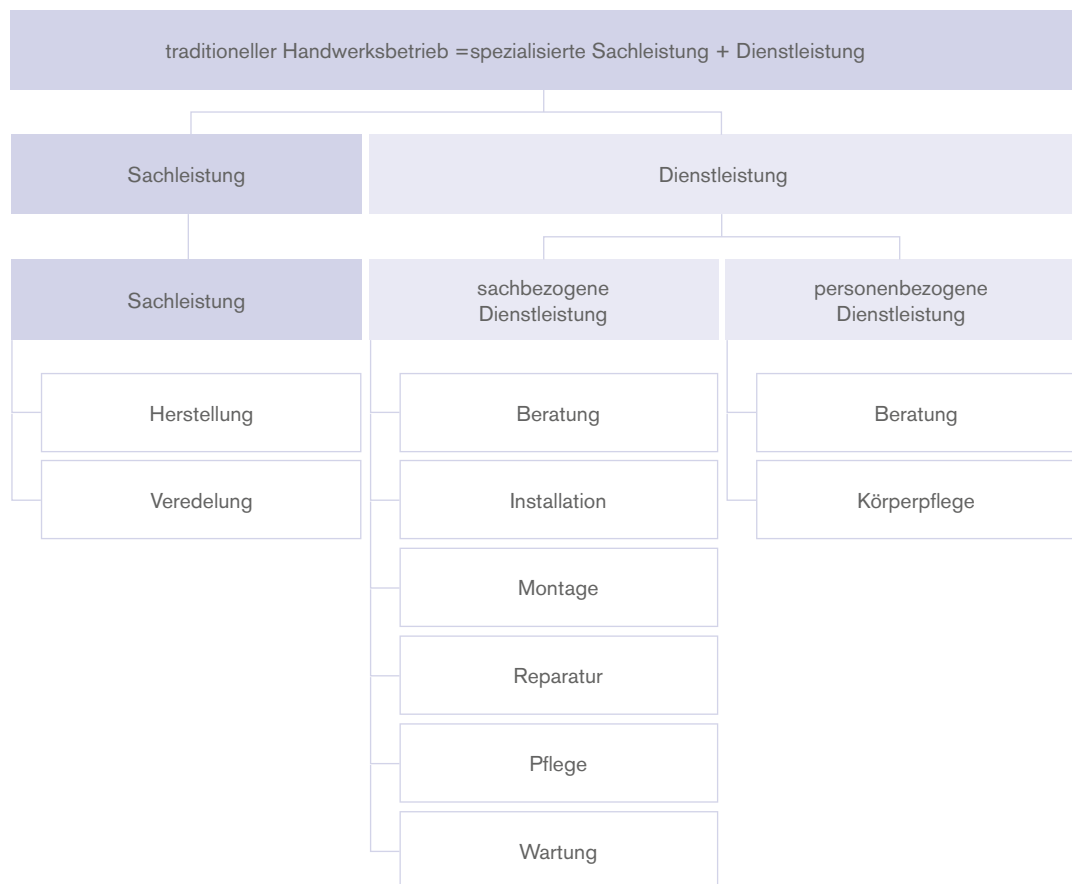 traditioneller Handwerksbetrieb =spezialisierte Sachleistung + Dienstleistung
Sachleistung
Dienstleistung
Sachleistung
sachbezogene
Dienstleistung
personenbezogene
Dienstleistung
Herstellung
Veredelung
Beratung
Installation
Montage
Reparatur
Pflege
Wartung
Beratung
Körperpflege